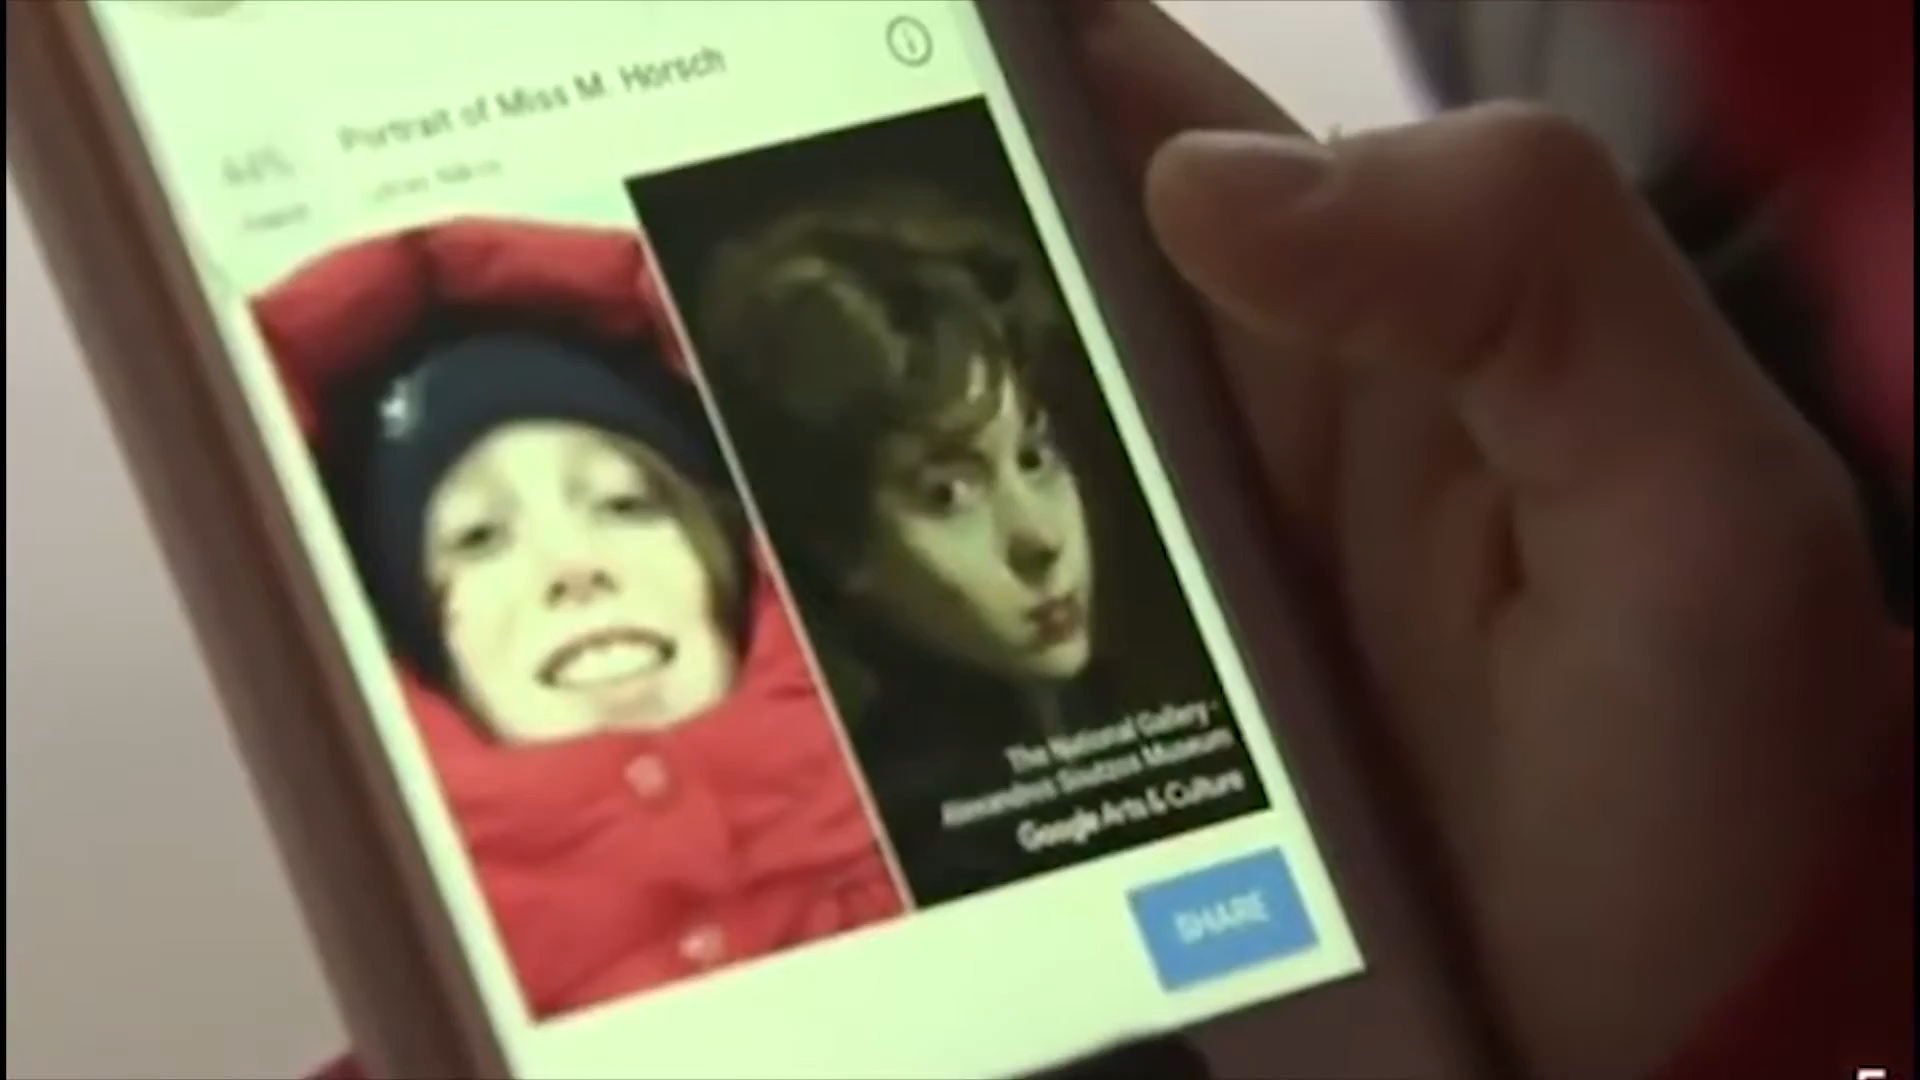 Portrait of Miss M. Horsch
The National Gallery -
Alexandros Soutzos Museum
Google Arts & Culture
SHARE